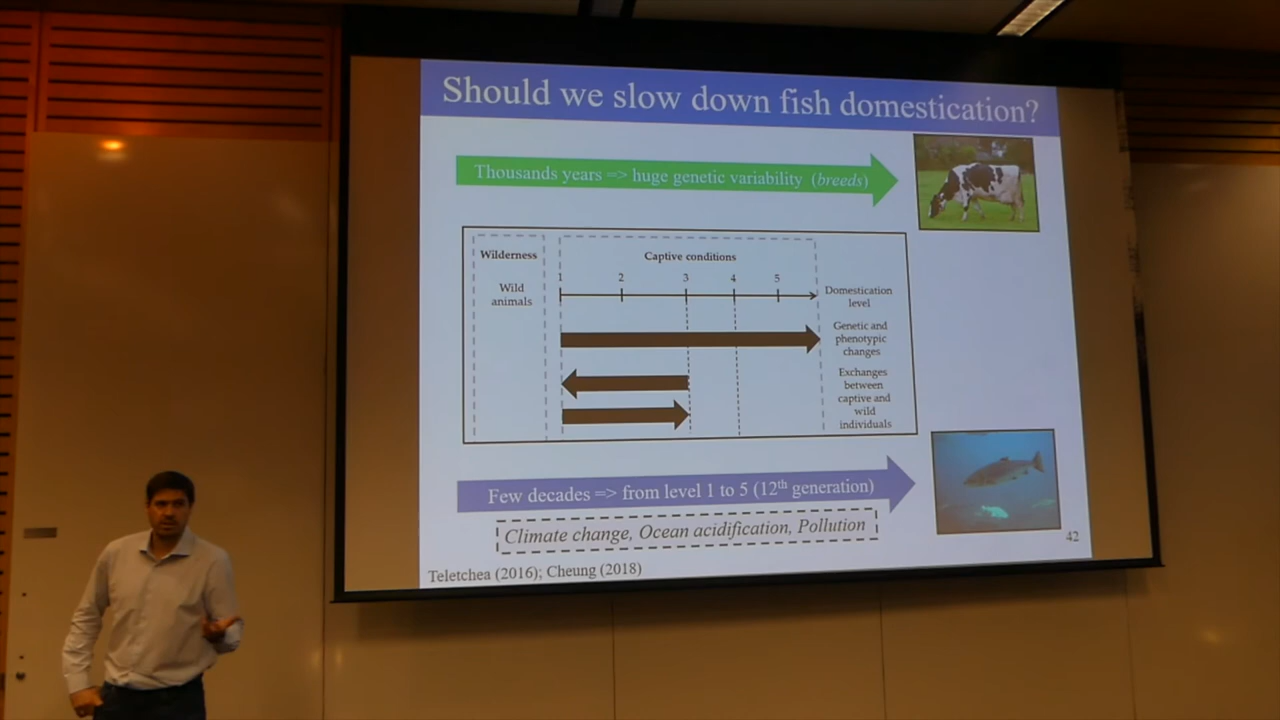 Should we slow down fish domestication?
Thousands years => huge genetic variability (breeds)
Wilderness
Captive conditions
1 2 3 4 5
Wild
animals
Domestication
level
Genetic and
phenotypic
changes
Exchanges
between
captive and
wild
individuals
Few decades => from level 1 to 5 (12th generation)
Climate change, Ocean acidification, Pollution
42
Teletchea (2016); Cheung (2018)